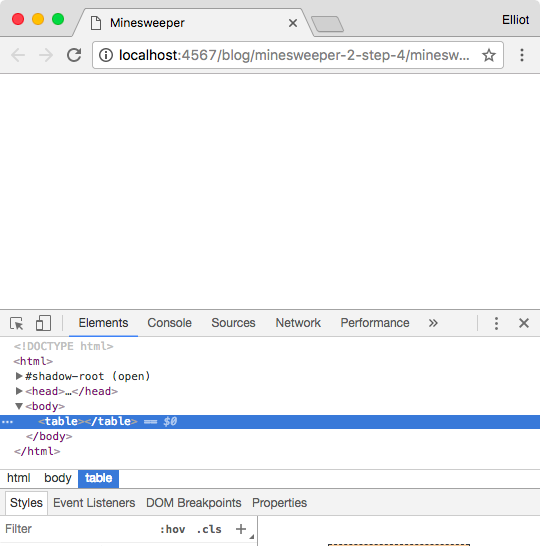 Minesweeper
Elliot
localhost:4567/blog/minesweeper-2-step-4/minesw...
Elements Console Sources Network Performance »
<!DOCTYPE html>
<html>
#shadow-root (open)
<head>…</head>
<body>
<table></table> == $0
</body>
</html>
html body table
Styles Event Listeners DOM Breakpoints Properties
Filter :hov .cls +